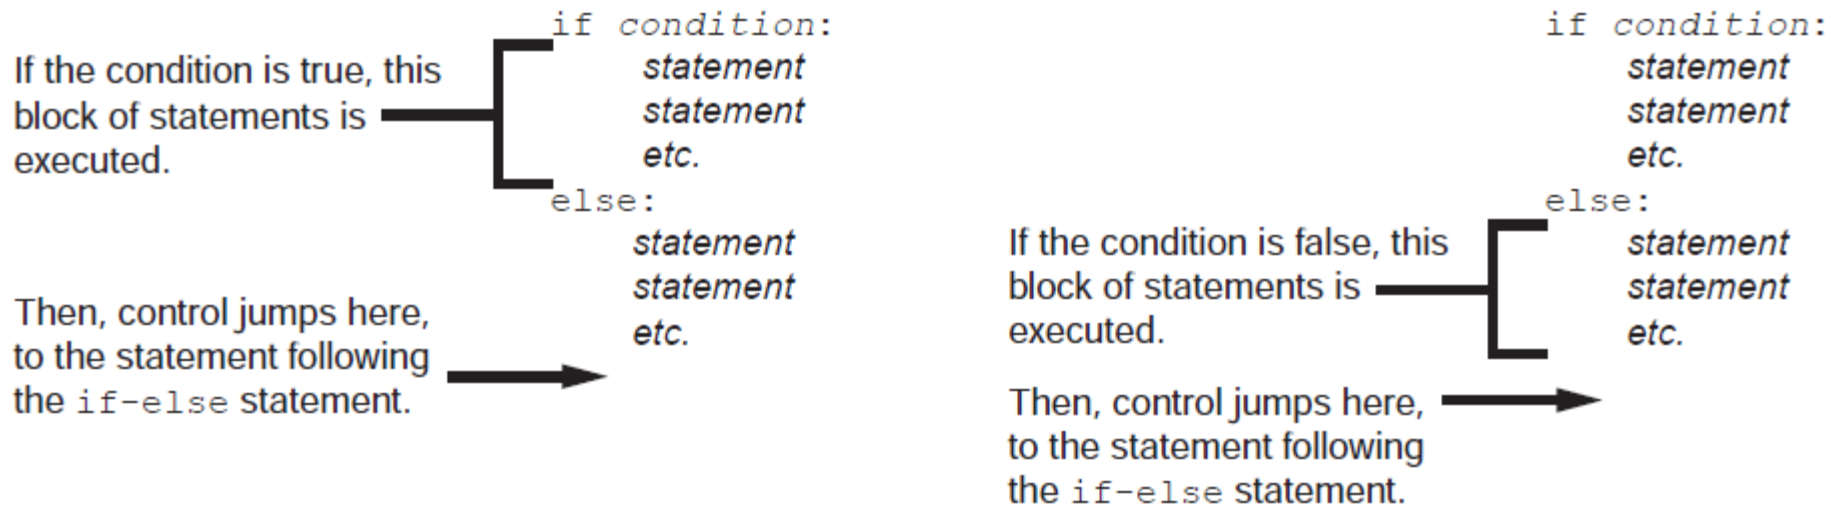 if condition:
statement
statement
etc.
else:
statement
statement
etc.
If the condition is true, this
block of statements is
executed.
Then, control jumps here,
to the statement following
the if-else statement.
if condition:
statement
statement
etc.
else:
statement
statement
etc.
If the condition is false, this
block of statements is
executed.
Then, control jumps here,
to the statement following
the if-else statement.